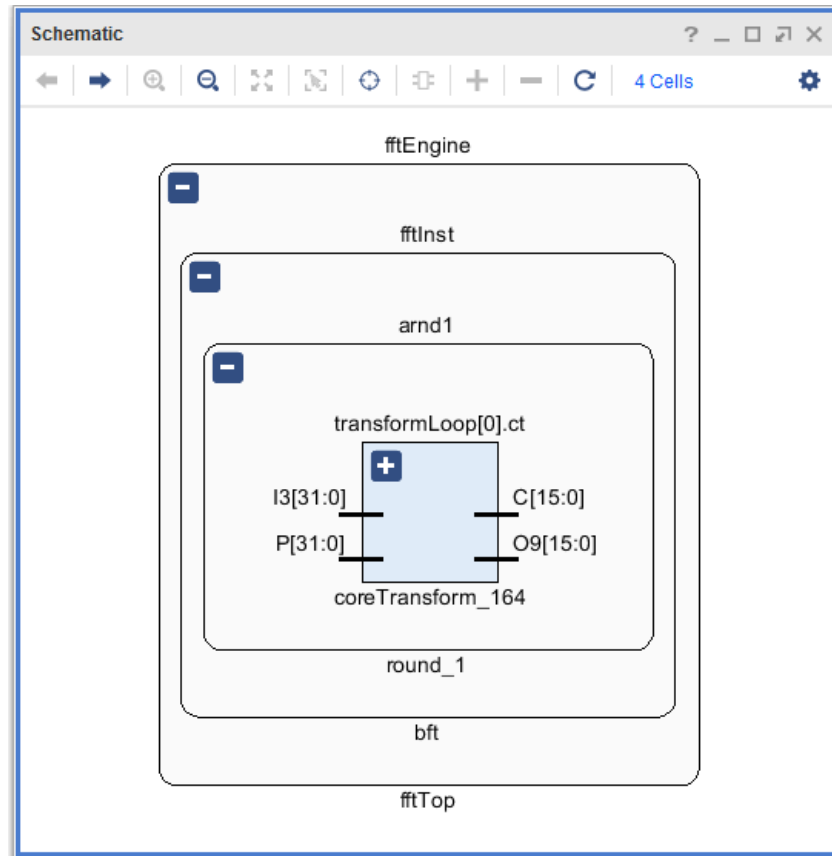 Schematic
4 Cells
fftEngine
fftInst
arnd1
transformLoop[0].ct
I3[31:0] C[15:0]
P[31:0] O9[15:0]
coreTransform_164
round_1
bft
fftTop